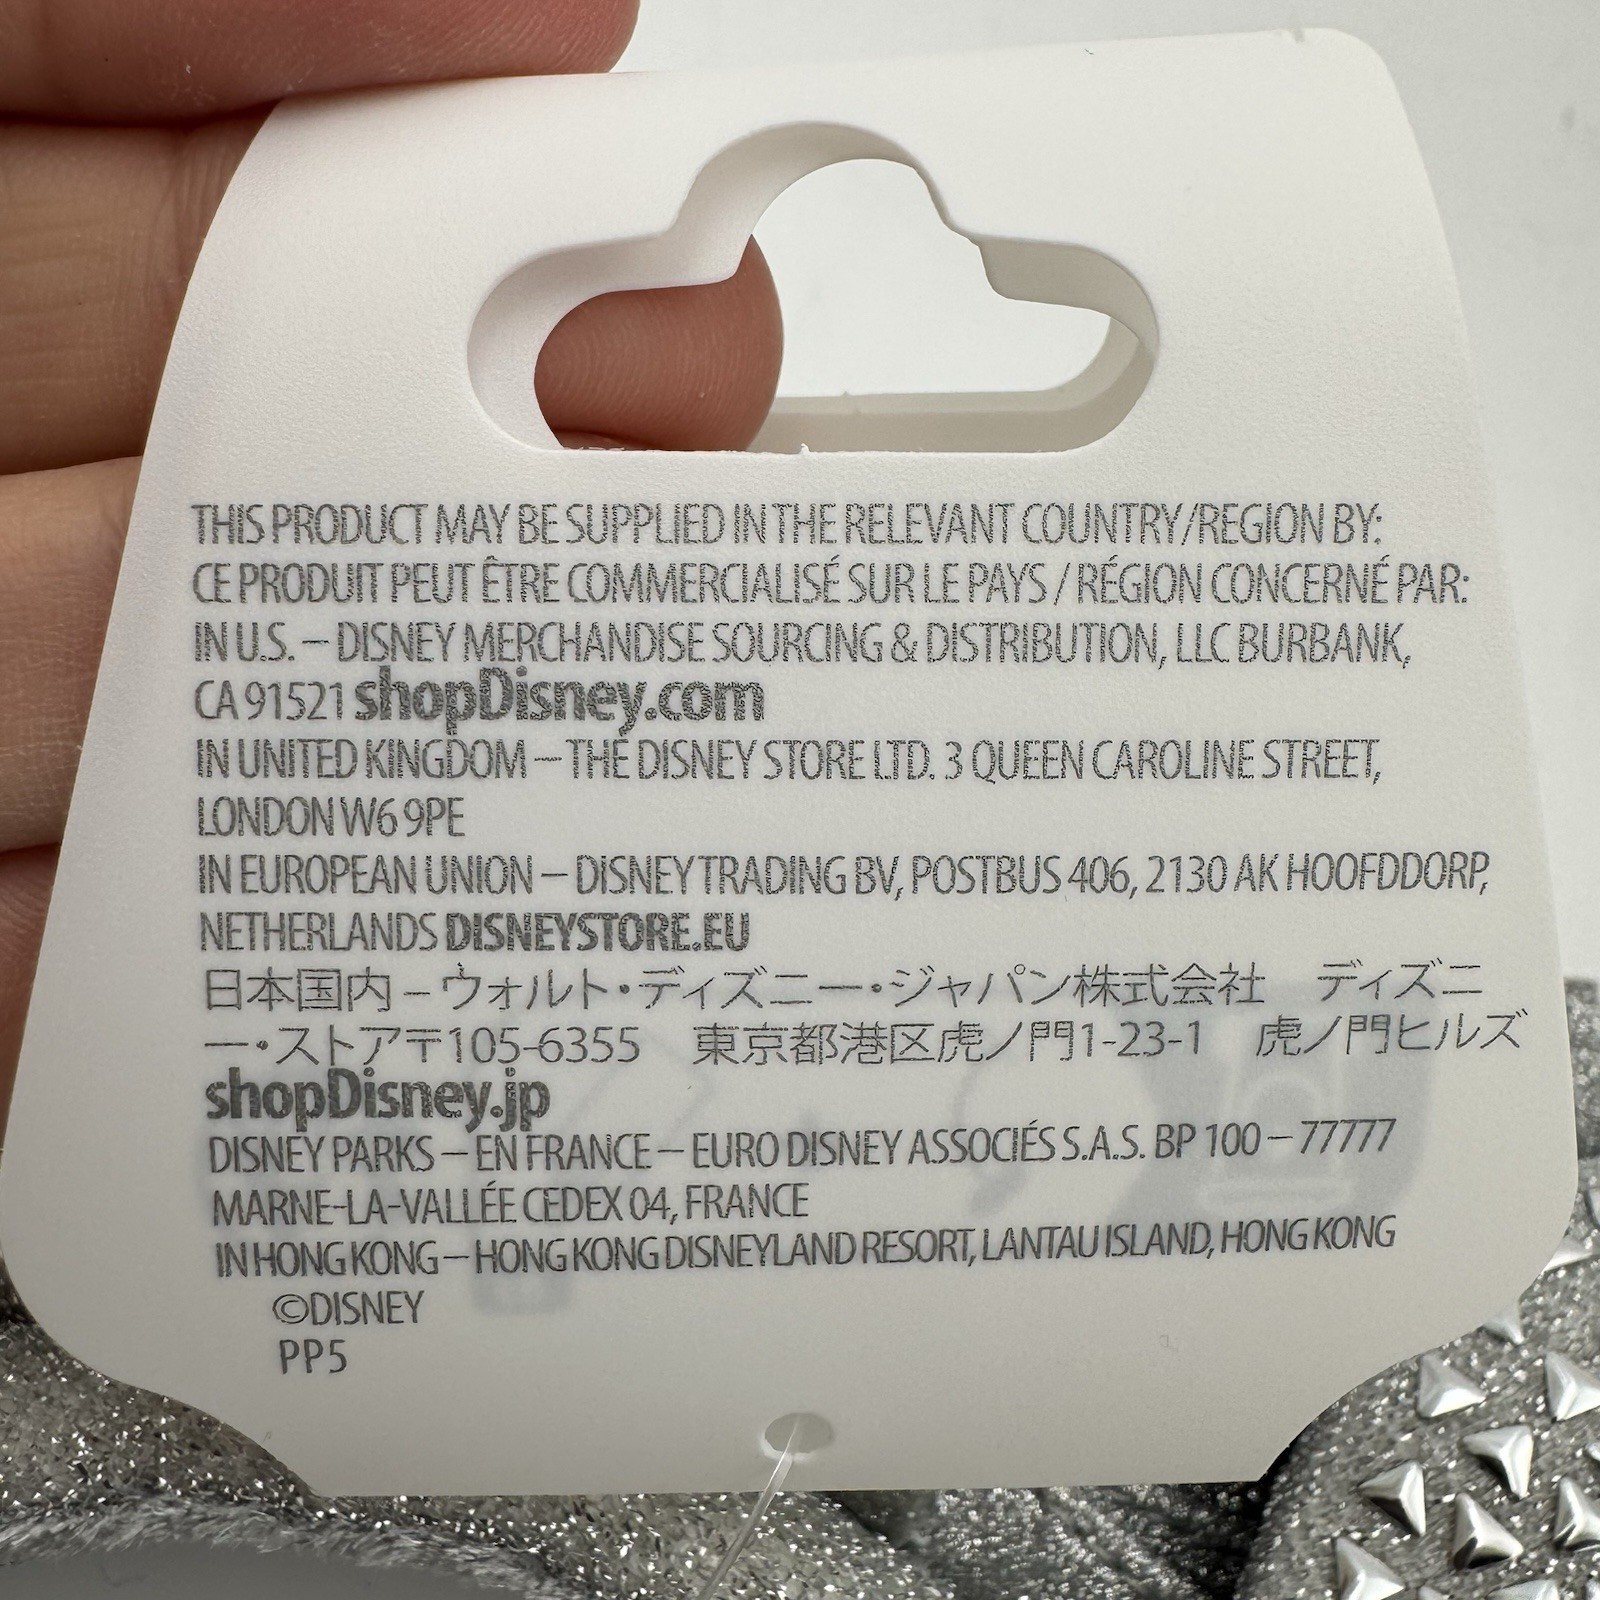 THIS PRODUCT MAY BE SUPPLIED IN THE RELEVANT COUNTRY/REGION BY:
CE PRODUIT PEUT ÊTRE COMMERCIALISÉ SUR LE PAYS / RÉGION CONCERNÉ PAR:
IN U.S. – DISNEY MERCHANDISE SOURCING & DISTRIBUTION, LLC BURBANK,
CA 91521 shopDisney.com
IN UNITED KINGDOM – THE DISNEY STORE LTD. 3 QUEEN CAROLINE STREET,
LONDON W6 9PE
IN EUROPEAN UNION – DISNEY TRADING BV, POSTBUS 406, 2130 AK HOOFDDORP,
NETHERLANDS DISNEYSTORE.EU
日本国内 – ウォルト・ディズニー・ジャパン株式会社　ディズニ
ー・ストア〒105-6355　東京都港区虎ノ門1-23-1　虎ノ門ヒルズ
shopDisney.jp
DISNEY PARKS – EN FRANCE – EURO DISNEY ASSOCIÉS S.A.S. BP 100 – 77777
MARNE-LA-VALLÉE CEDEX 04, FRANCE
IN HONG KONG – HONG KONG DISNEYLAND RESORT, LANTAU ISLAND, HONG KONG
©DISNEY
PP5